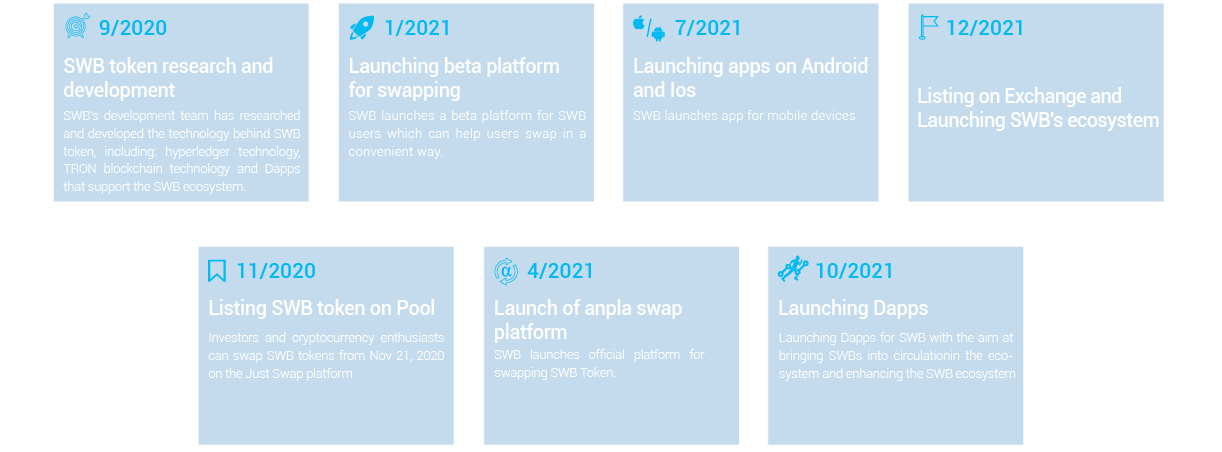 9/2020
SWB token research and
development
SWB's development team has researched
and developed the technology behind SWB
token, including: hyperledger technology,
TRON blockchain technology and Dapps
that support the SWB ecosystem.
1/2021
Launching beta platform
for swapping
SWB launches a beta platform for SWB
users which can help users swap in a
convenient way.
7/2021
Launching apps on Android
and Ios
SWB launches app for mobile devices
12/2021
Listing on Exchange and
Launching SWB's ecosystem
11/2020
Listing SWB token on Pool
Investors and cryptocurrency enthusiasts
can swap SWB tokens from Nov 21, 2020
on the Just Swap platform
4/2021
Launch of anpla swap
platform
SWB launches official platform for
swapping SWB Token.
10/2021
Launching Dapps
Launching Dapps for SWB with the aim at
bringing SWBs into circulationin the eco-
system and enhancing the SWB ecosystem